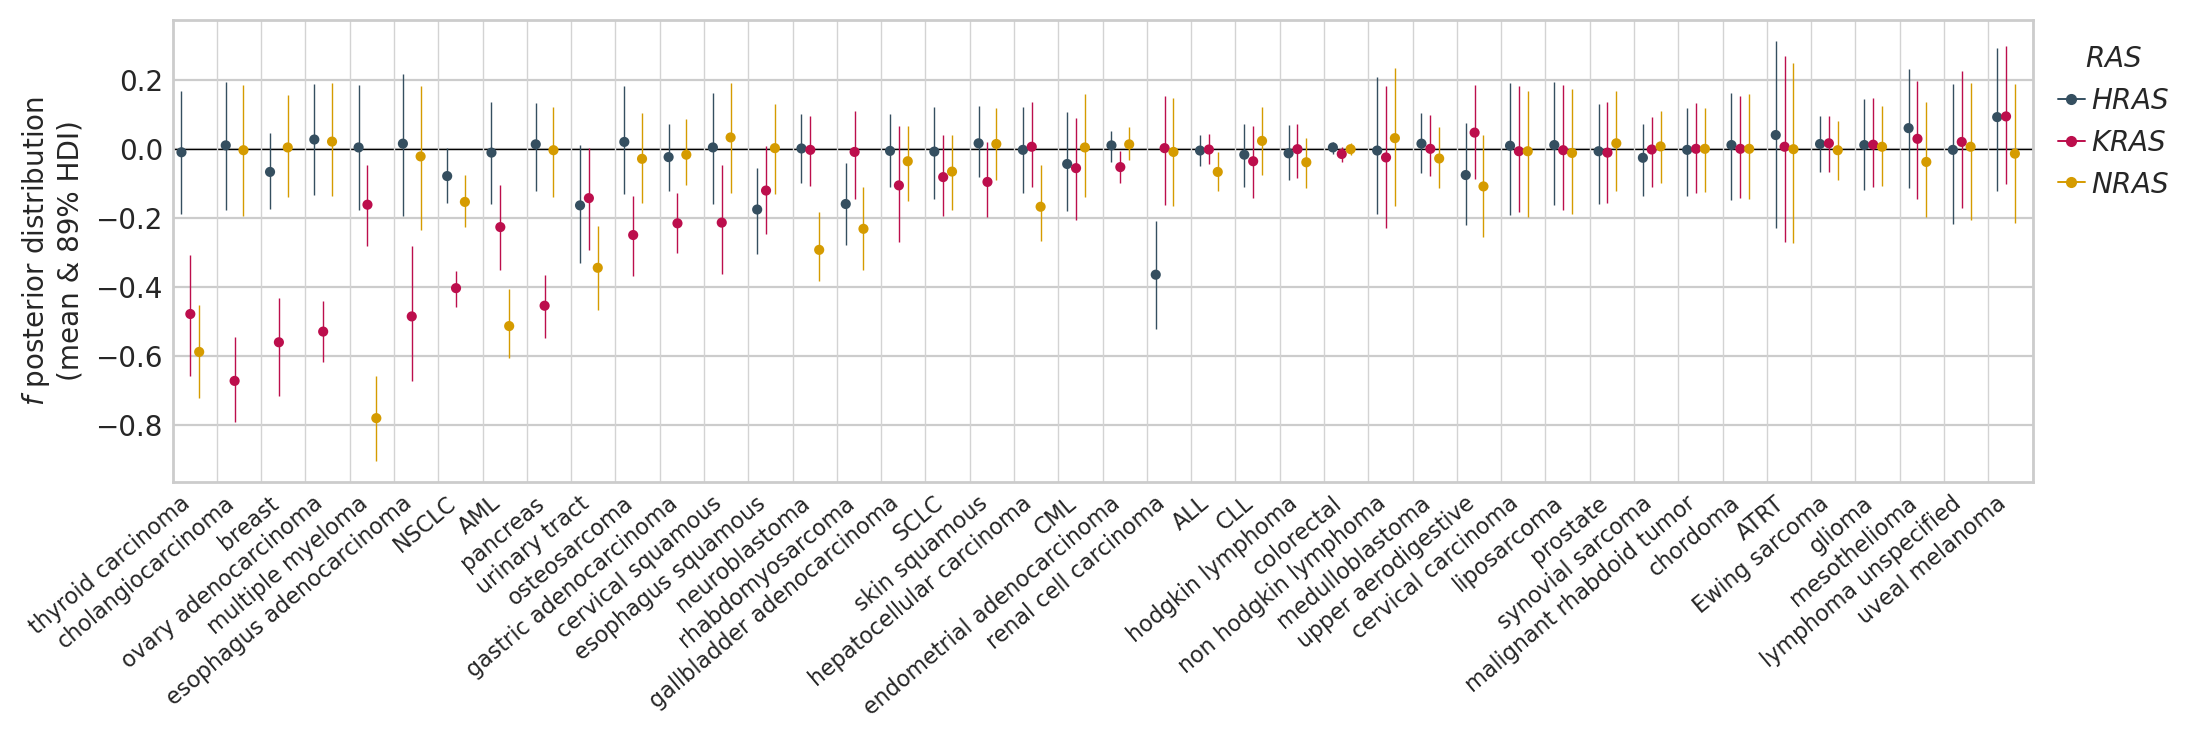 f posterior distribution
(mean & 89% HDI)
0.2
0.0
−0.2
−0.4
−0.6
−0.8
RAS
HRAS
KRAS
NRAS
thyroid carcinoma
cholangiocarcinoma
breast
ovary adenocarcinoma
multiple myeloma
esophagus adenocarcinoma
NSCLC
AML
pancreas
urinary tract
osteosarcoma
gastric adenocarcinoma
cervical squamous
esophagus squamous
neuroblastoma
rhabdomyosarcoma
gallbladder adenocarcinoma
SCLC
skin squamous
hepatocellular carcinoma
CML
endometrial adenocarcinoma
renal cell carcinoma
ALL
CLL
hodgkin lymphoma
colorectal
non hodgkin lymphoma
medulloblastoma
upper aerodigestive
cervical carcinoma
liposarcoma
prostate
synovial sarcoma
malignant rhabdoid tumor
chordoma
ATRT
Ewing sarcoma
glioma
mesothelioma
lymphoma unspecified
uveal melanoma